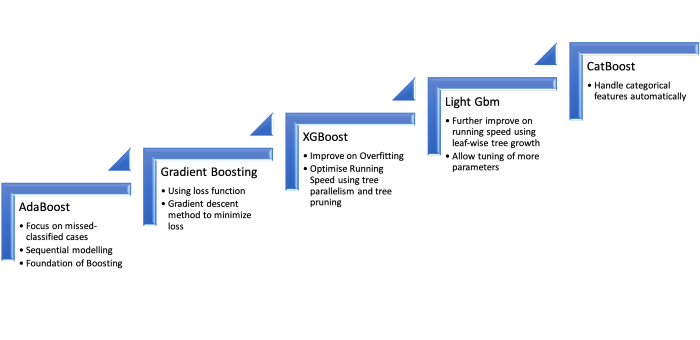 AdaBoost
• Focus on missed-
classified cases
• Sequential modelling
• Foundation of Boosting
Gradient Boosting
• Using loss function
• Gradient descent
method to minimize
loss
XGBoost
• Improve on Overfitting
• Optimise Running
Speed using tree
parallelism and tree
pruning
Light Gbm
• Further improve on
running speed using
leaf-wise tree growth
• Allow tuning of more
parameters
CatBoost
• Handle categorical
features automatically